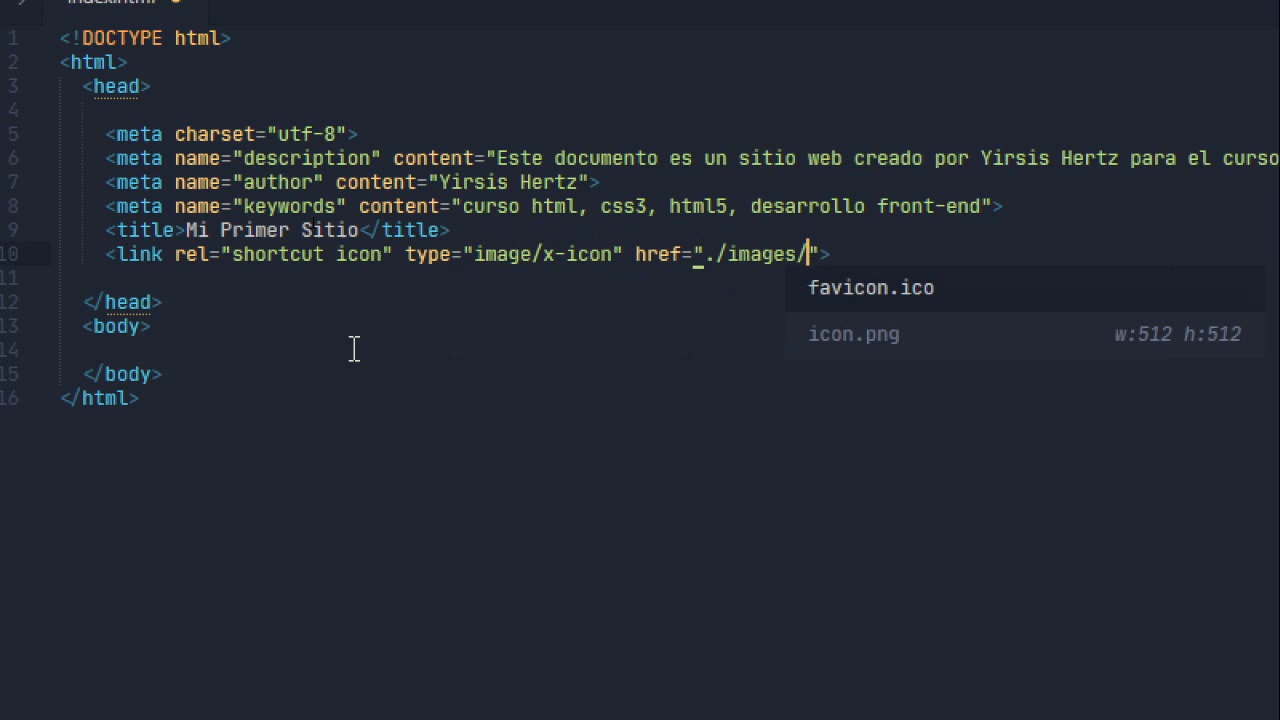 1 <!DOCTYPE html>
2 <html>
3 <head>
4
5 <meta charset="utf-8">
6 <meta name="description" content="Este documento es un sitio web creado por Yirsis Hertz para el curso
7 <meta name="author" content="Yirsis Hertz">
8 <meta name="keywords" content="curso html, css3, html5, desarrollo front-end">
9 <title>Mi Primer Sitio</title>
10 <link rel="shortcut icon" type="image/x-icon" href="./images/">
11
favicon.ico
12 </head>
13 <body>
icon.png w:512 h:512
14
15 </body>
16 </html>